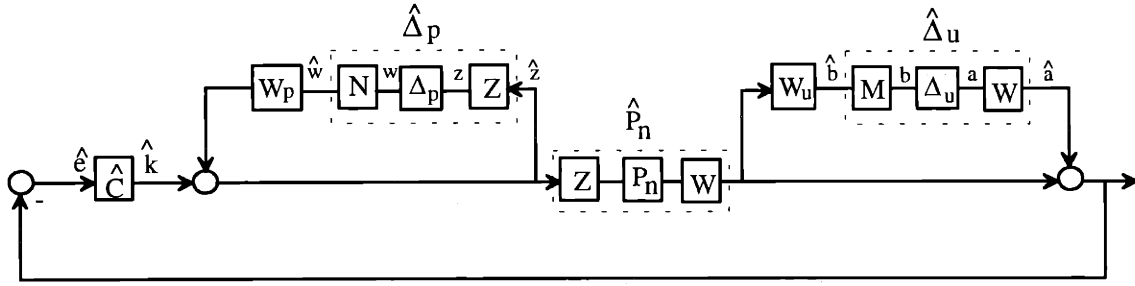 Δ̂p
Δ̂u
Wp ŵ N w Δp z Z ẑ
Wu b̂ M b Δu a W â
P̂n
ê Ĉ k̂ Z Pn W
-